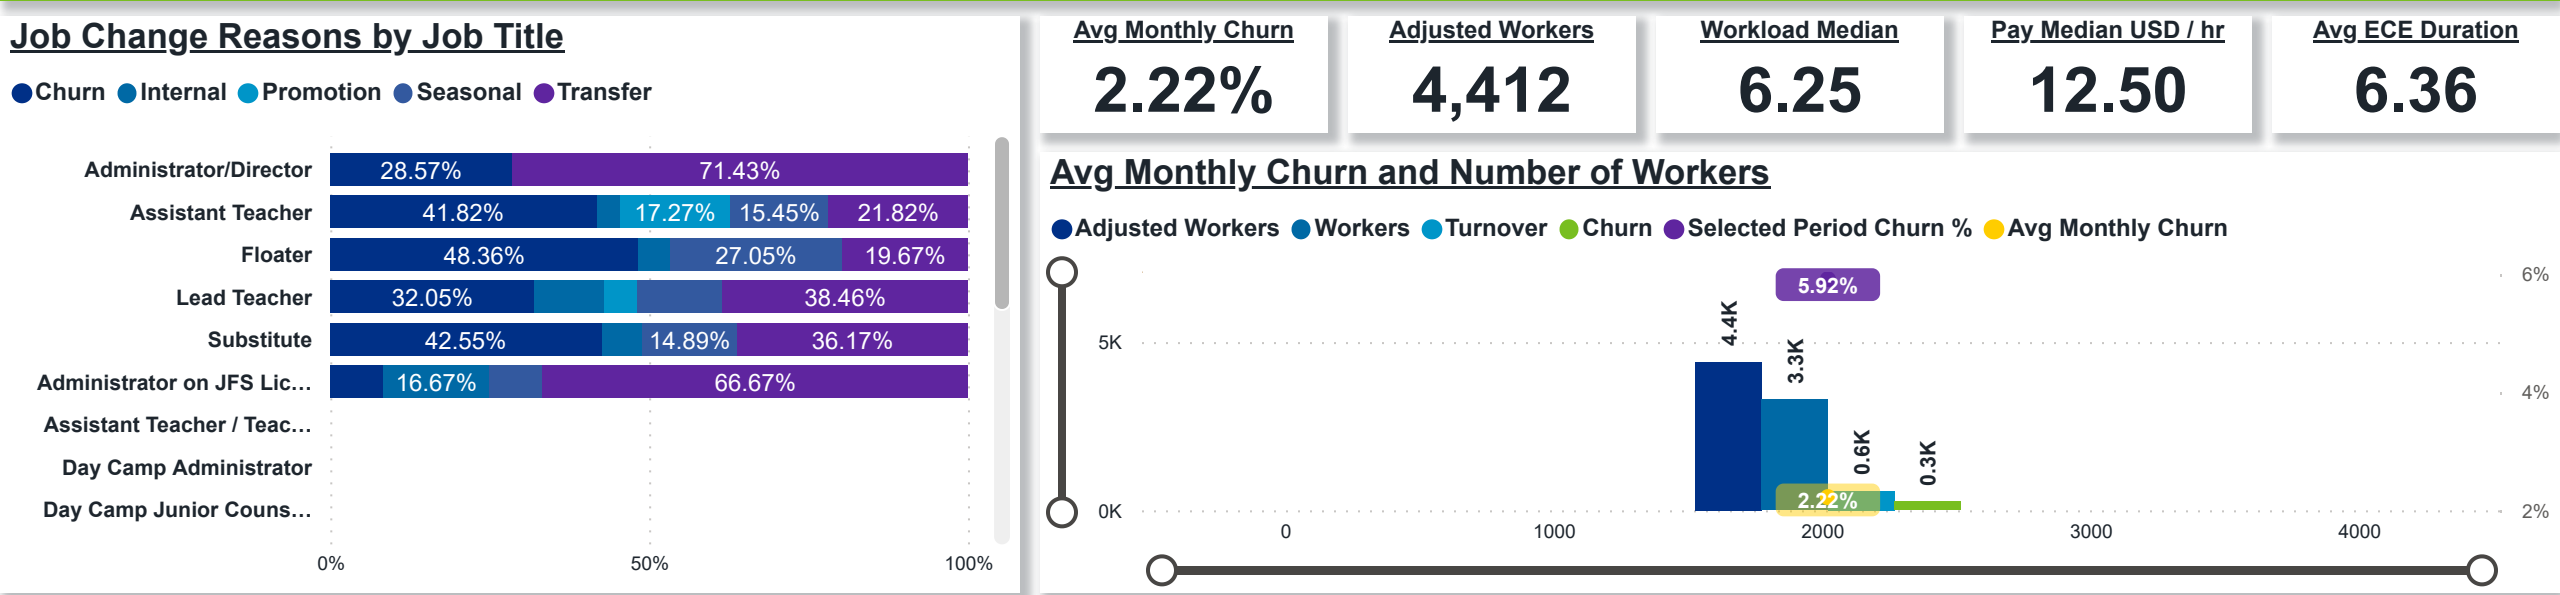 Job Change Reasons by Job Title
Churn Internal Promotion Seasonal Transfer
Administrator/Director 28.57% 71.43%
Assistant Teacher 41.82% 17.27% 15.45% 21.82%
Floater 48.36% 27.05% 19.67%
Lead Teacher 32.05% 38.46%
Substitute 42.55% 14.89% 36.17%
Administrator on JFS Lic... 16.67% 66.67%
Assistant Teacher / Teac...
Day Camp Administrator
Day Camp Junior Couns...
0% 50% 100%
Avg Monthly Churn
2.22%
Adjusted Workers
4,412
Workload Median
6.25
Pay Median USD / hr
12.50
Avg ECE Duration
6.36
Avg Monthly Churn and Number of Workers
Adjusted Workers Workers Turnover Churn Selected Period Churn % Avg Monthly Churn
5.92% 6%
4.4K
5K 3.3K
4%
0.6K 0.3K
0K 2.22% 2%
0 1000 2000 3000 4000